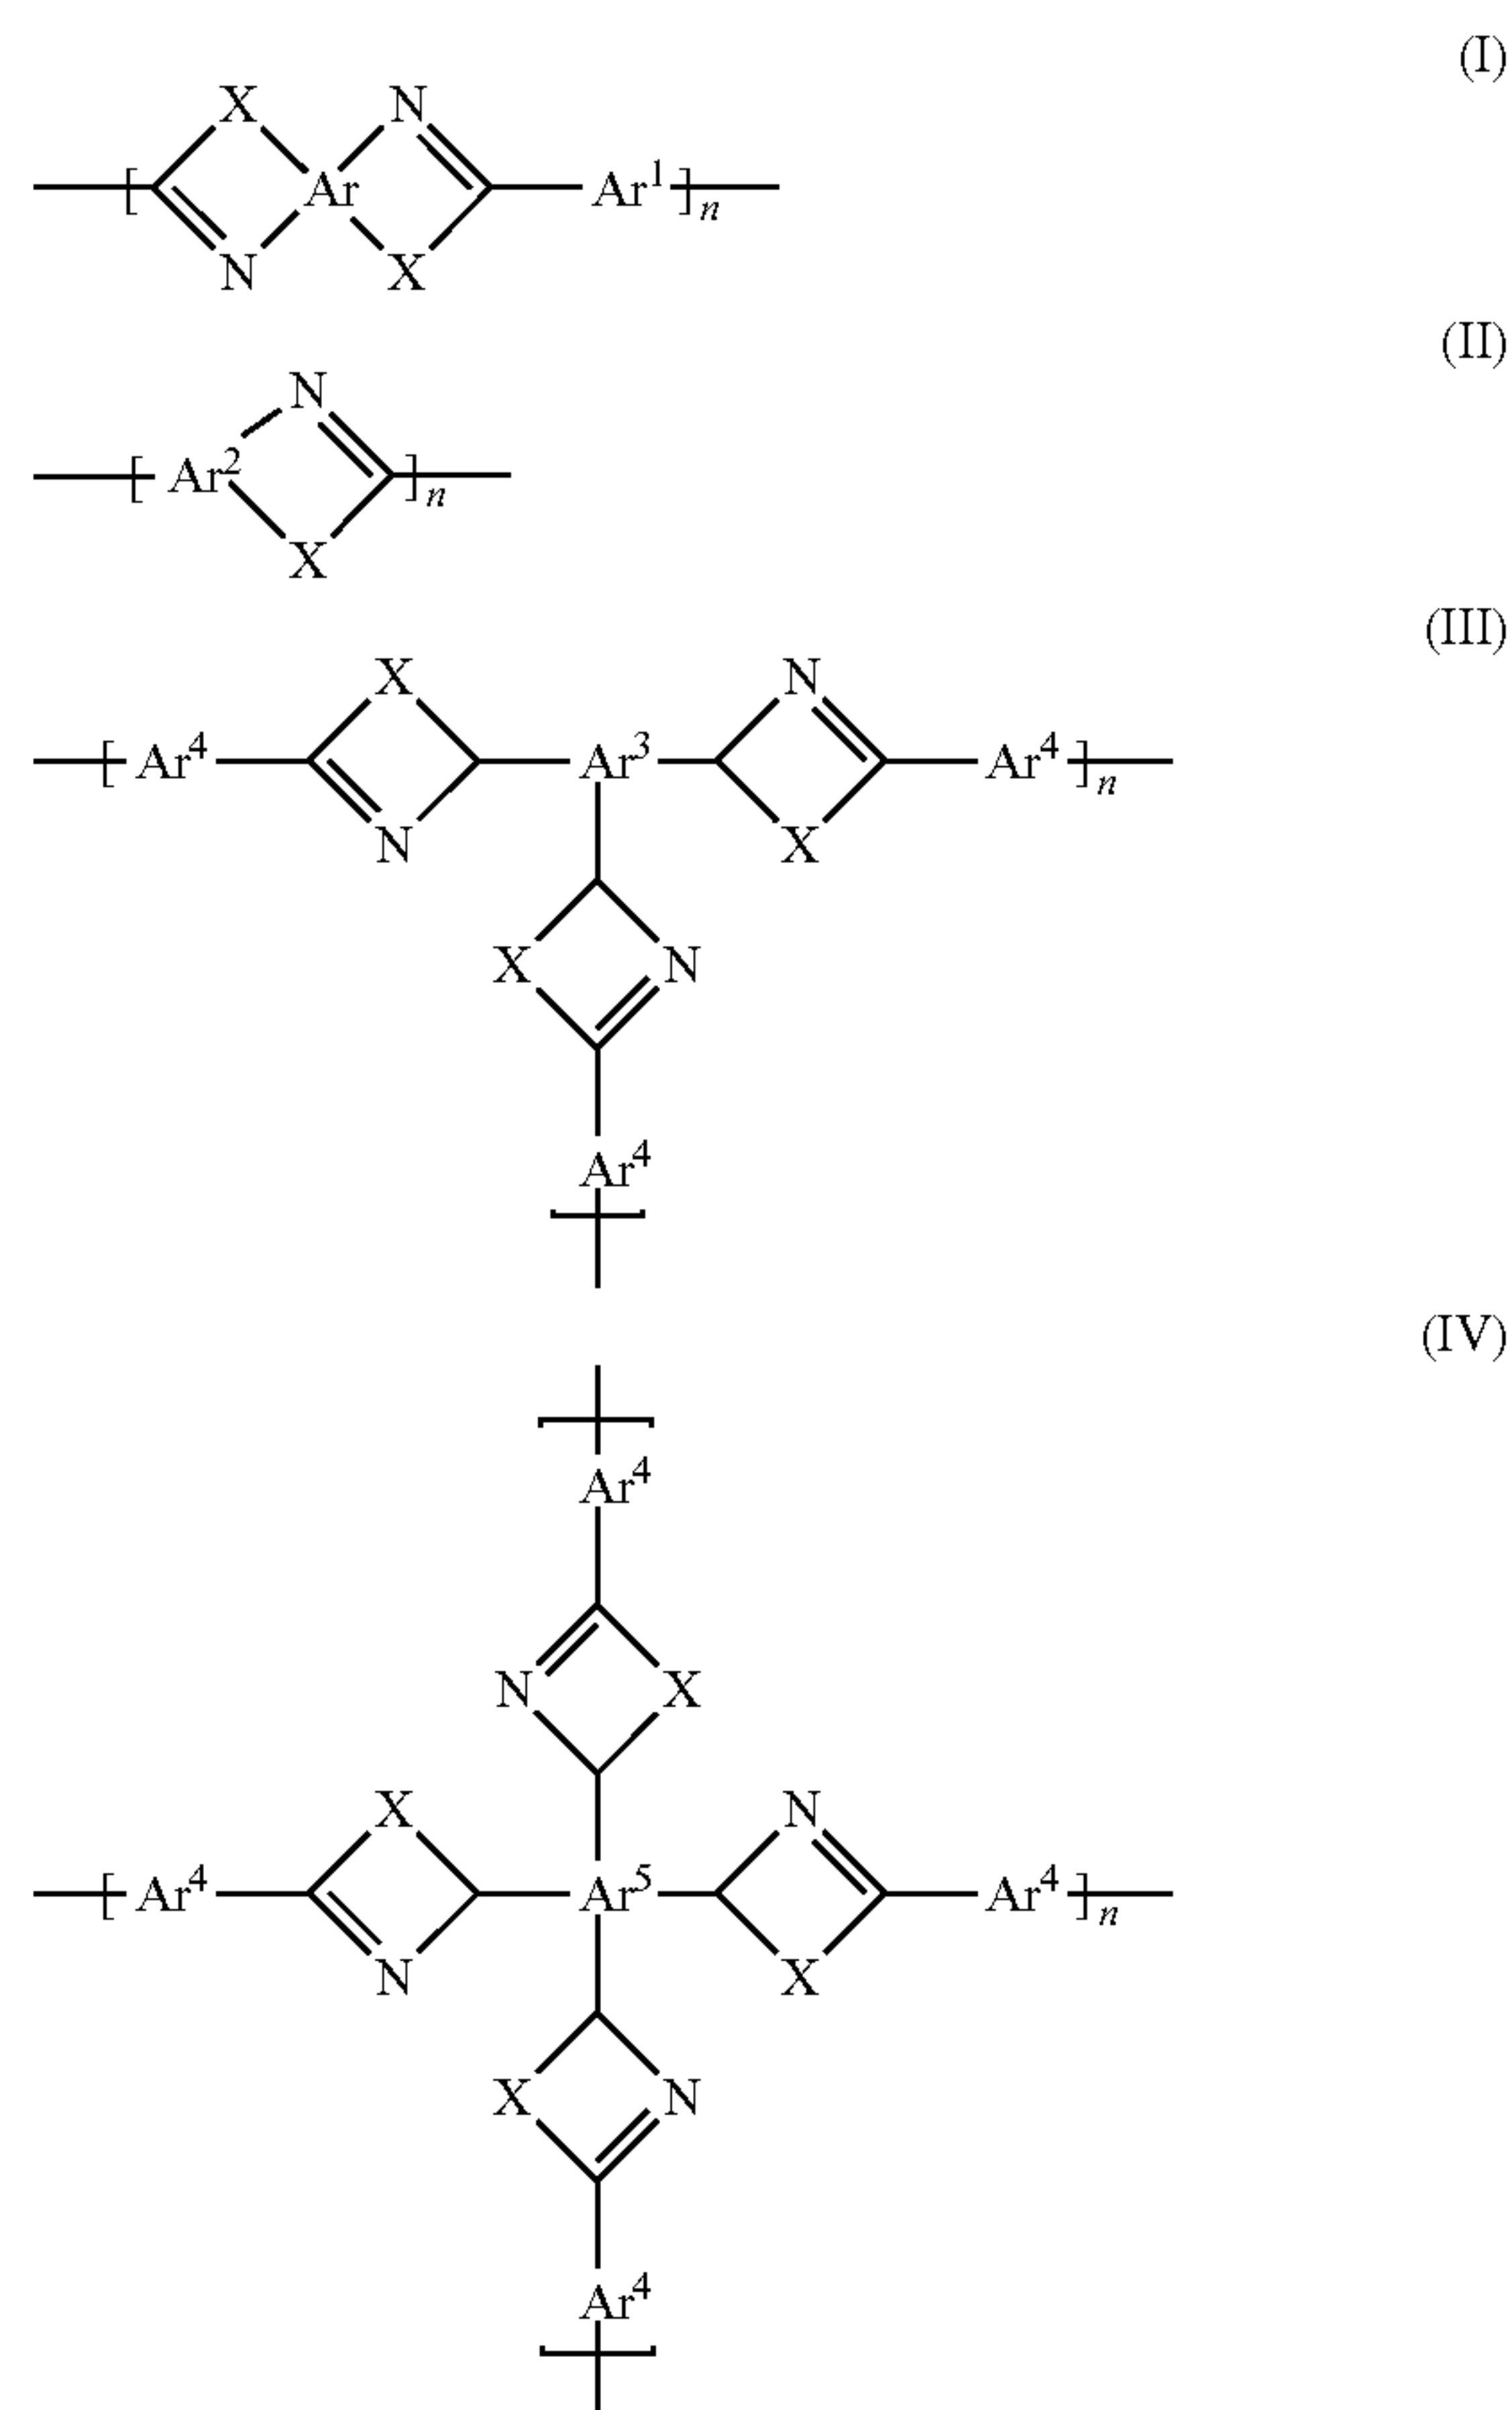 (I)
X N
[ Ar Ar¹ ]n
N X
(II)
N
[ Ar² ]n
X
(III)
X N
[ Ar⁴ Ar³ Ar⁴ ]n
N X
X N
Ar⁴
(IV)
Ar⁴
N X
X N
[ Ar⁴ Ar⁵ Ar⁴ ]n
N X
X N
Ar⁴